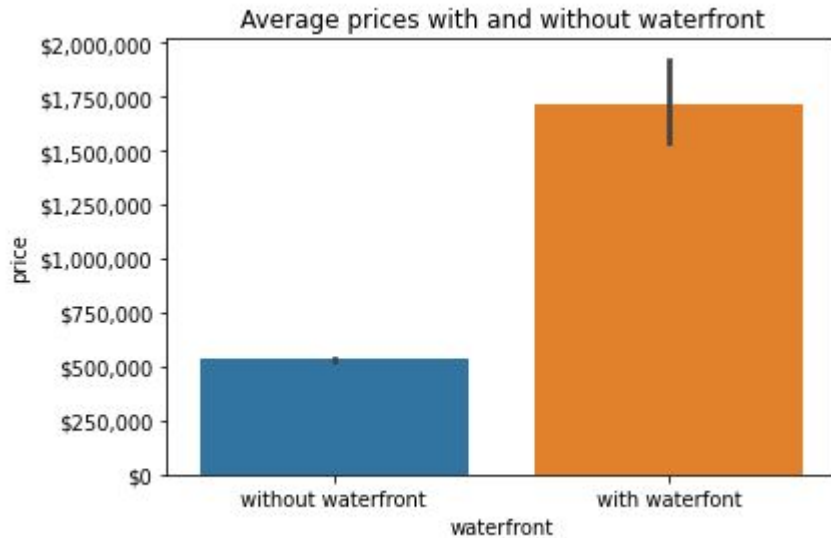 Average prices with and without waterfront
$2,000,000
$1,750,000
$1,500,000
$1,250,000
$1,000,000
$750,000
$500,000
$250,000
$0
price
without waterfront
with waterfont
waterfront